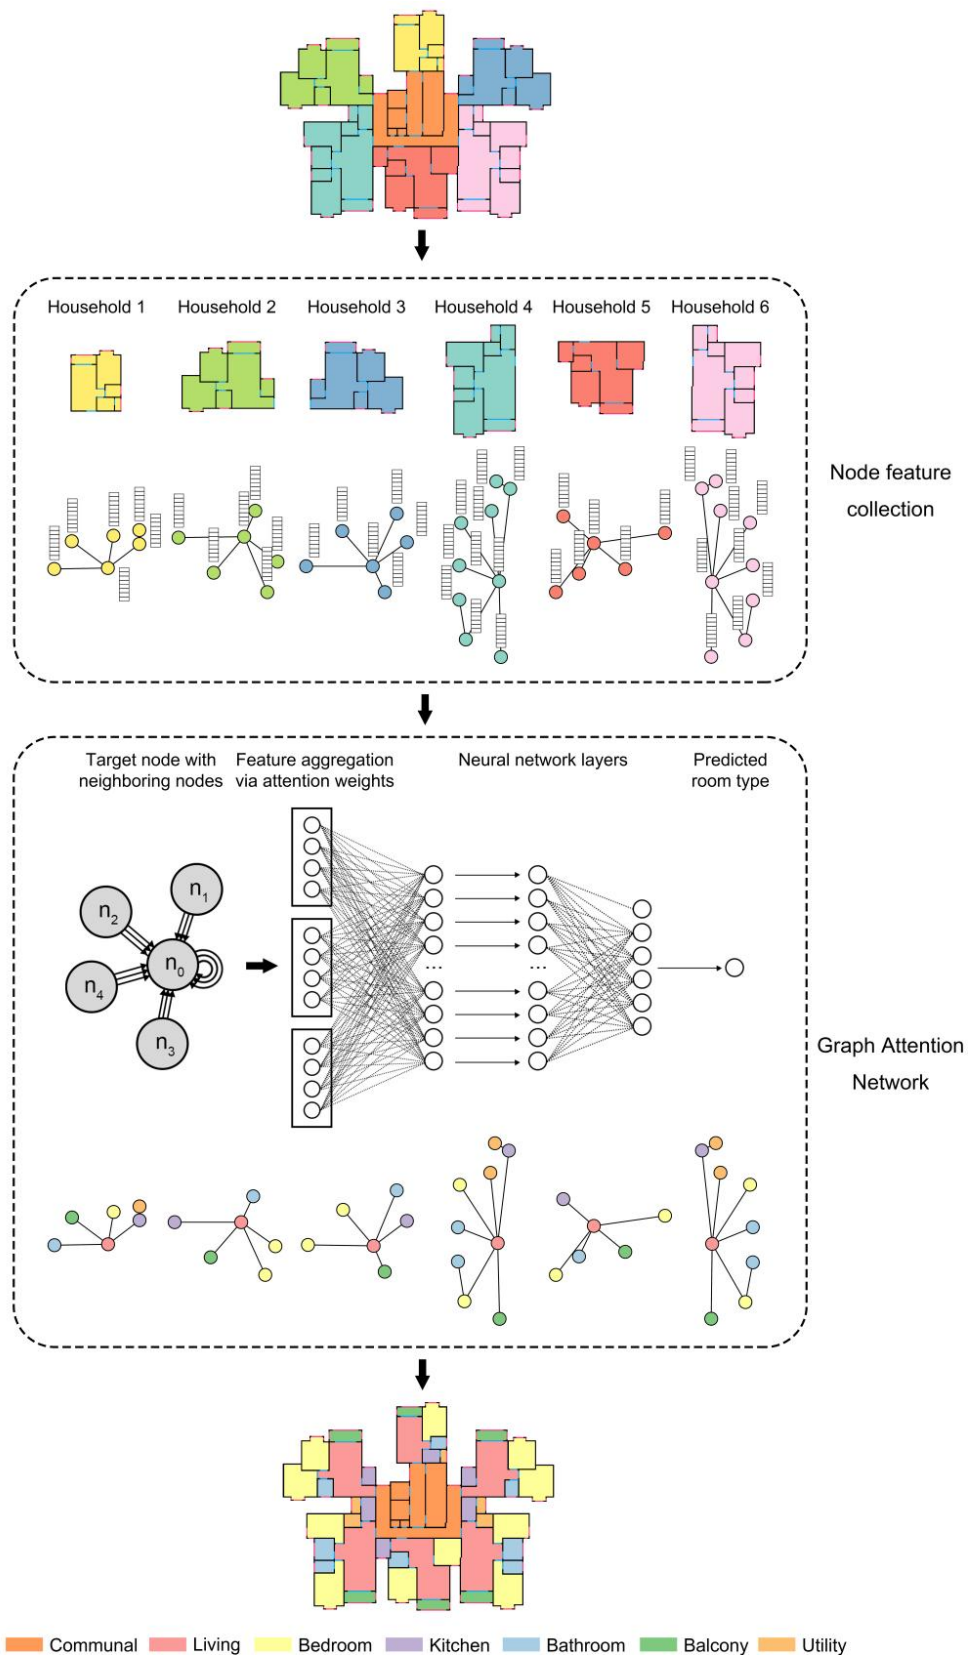 Household 1 Household 2 Household 3 Household 4 Household 5 Household 6
Node feature
collection
Target node with
neighboring nodes
Feature aggregation
via attention weights
Neural network layers
Predicted
room type
n1
n2
n0
n4
n3
...
...
Graph Attention
Network
Communal Living Bedroom Kitchen Bathroom Balcony Utility